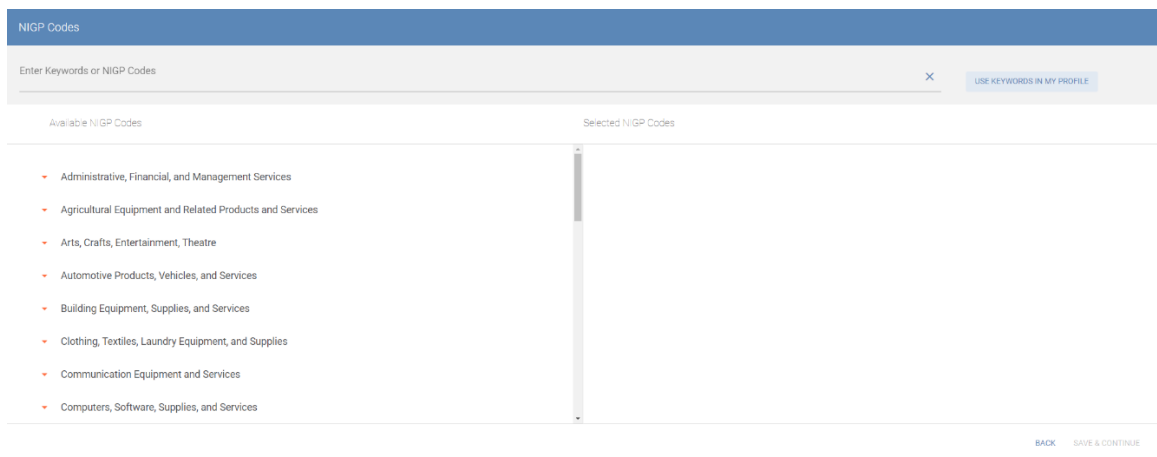 NIGP Codes
Enter Keywords or NIGP Codes
USE KEYWORDS IN MY PROFILE
Available NIGP Codes
Selected NIGP Codes
Administrative, Financial, and Management Services
Agricultural Equipment and Related Products and Services
Arts, Crafts, Entertainment, Theatre
Automotive Products, Vehicles, and Services
Building Equipment, Supplies, and Services
Clothing, Textiles, Laundry Equipment, and Supplies
Communication Equipment and Services
Computers, Software, Supplies, and Services
BACK SAVE & CONTINUE